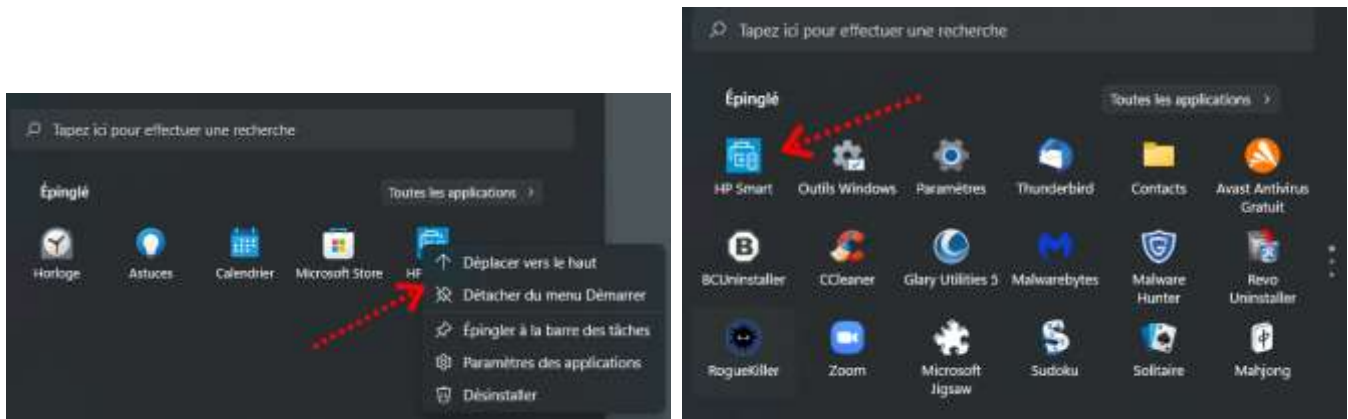 Tapez ici pour effectuer une recherche
Épinglé
Toutes les applications >
Horloge
Astuces
Calendrier
Microsoft Store
HP
Déplacer vers le haut
Détacher du menu Démarrer
Épingler à la barre des tâches
Paramètres des applications
Désinstaller
Tapez ici pour effectuer une recherche
Épinglé
Toutes les applications >
HP Smart
Outils Windows
Paramètres
Thunderbird
Contacts
Avast Antivirus
Gratuit
BCUninstaller
CCleaner
Glary Utilities 5
Malwarebytes
Malware
Hunter
Revo
Uninstaller
RogueKiller
Zoom
Microsoft
Jigsaw
Sudoku
Solitaire
Mahjong